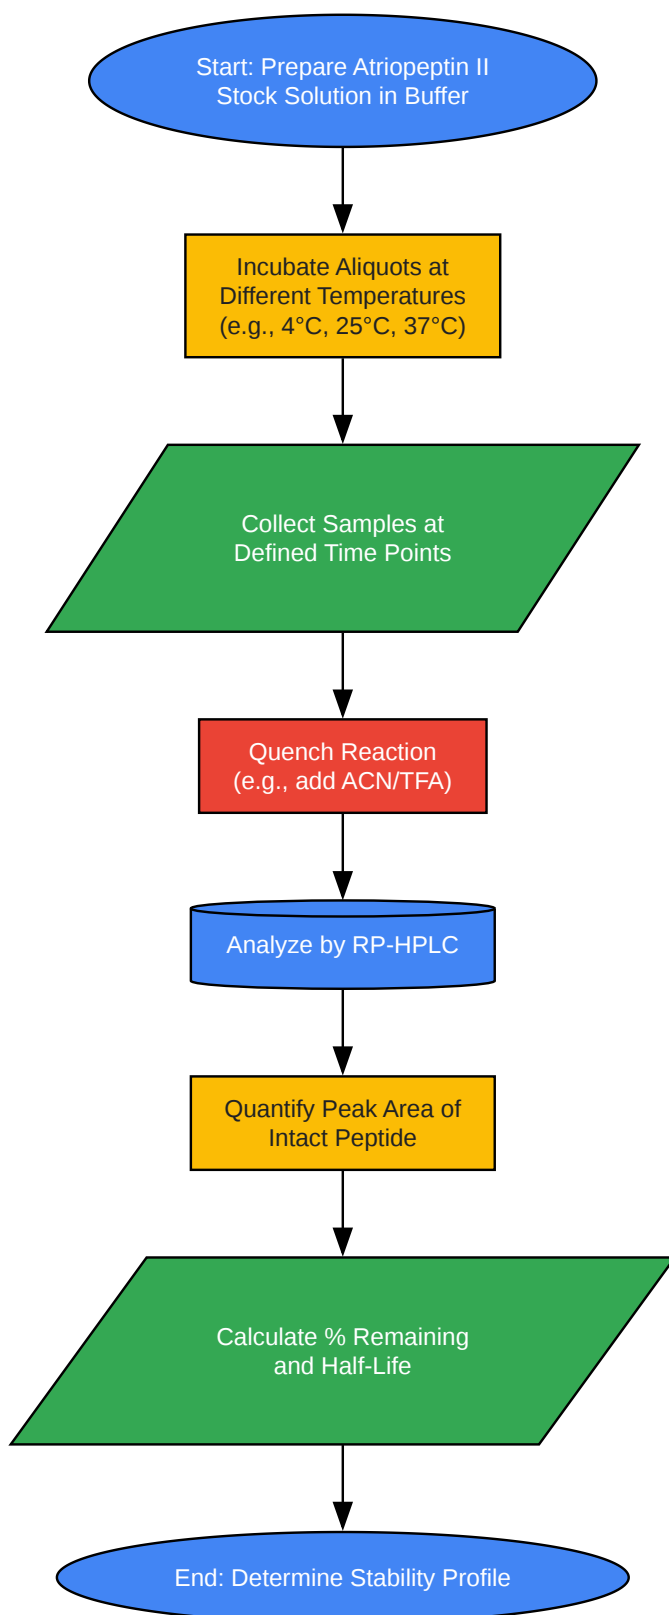 Start: Prepare Atriopeptin II
Stock Solution in Buffer
Incubate Aliquots at
Different Temperatures
(e.g., 4°C, 25°C, 37°C)
Collect Samples at
Defined Time Points
Quench Reaction
(e.g., add ACN/TFA)
Analyze by RP-HPLC
Quantify Peak Area of
Intact Peptide
Calculate % Remaining
and Half-Life
End: Determine Stability Profile